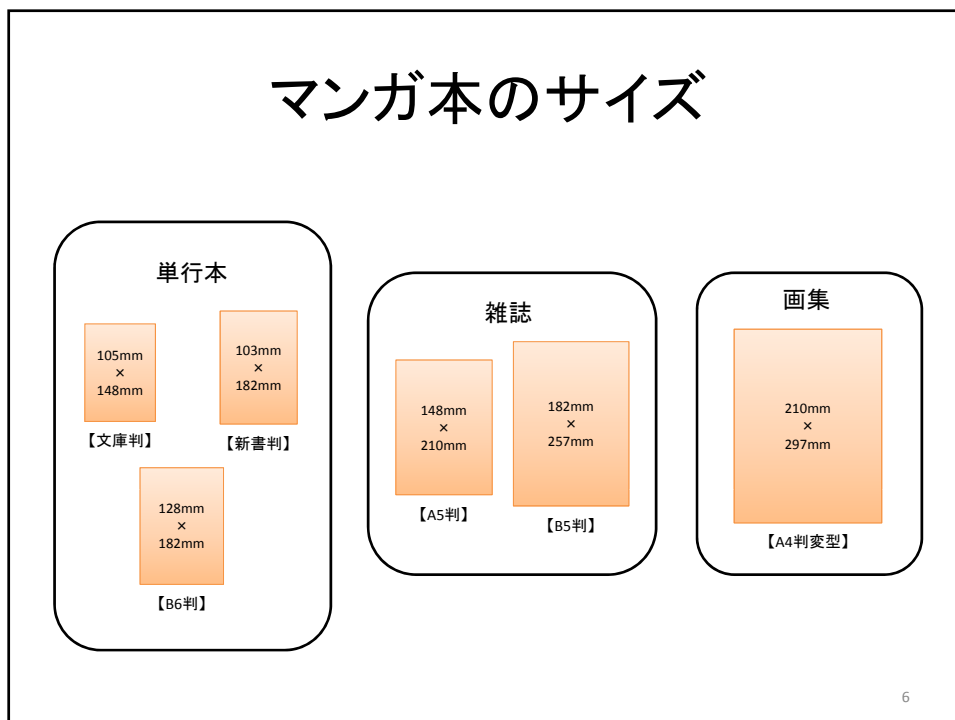 マンガ本のサイズ
単行本
105mm
×
148mm
【文庫判】
103mm
×
182mm
【新書判】
128mm
×
182mm
【B6判】
雑誌
148mm
×
210mm
【A5判】
182mm
×
257mm
【B5判】
画集
210mm
×
297mm
【A4判変型】
6